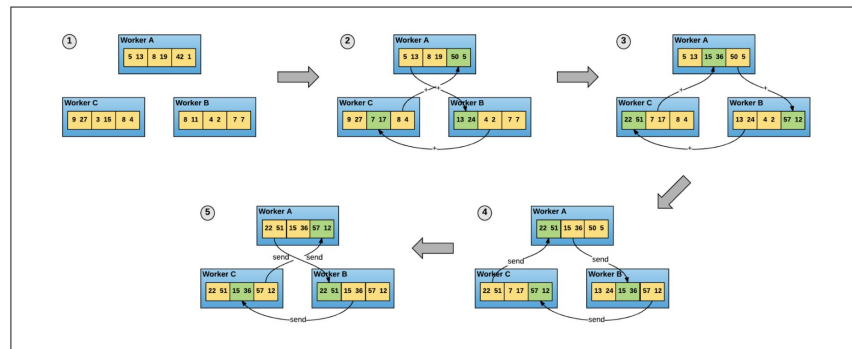 1
Worker A
5 13 8 19 42 1
Worker C
9 27 3 15 8 4
Worker B
8 11 4 2 7 7
2
Worker A
5 13 8 19 50 5
+ +
Worker C
9 27 7 17 8 4
Worker B
13 24 4 2 7 7
+
3
Worker A
5 13 15 36 50 5
+ +
Worker C
22 51 7 17 8 4
Worker B
13 24 4 2 57 12
+
5
Worker A
22 51 15 36 57 12
send send
Worker C
22 51 15 36 57 12
Worker B
22 51 15 36 57 12
send
4
Worker A
22 51 15 36 50 5
send send
Worker C
22 51 7 17 57 12
Worker B
13 24 15 36 57 12
send